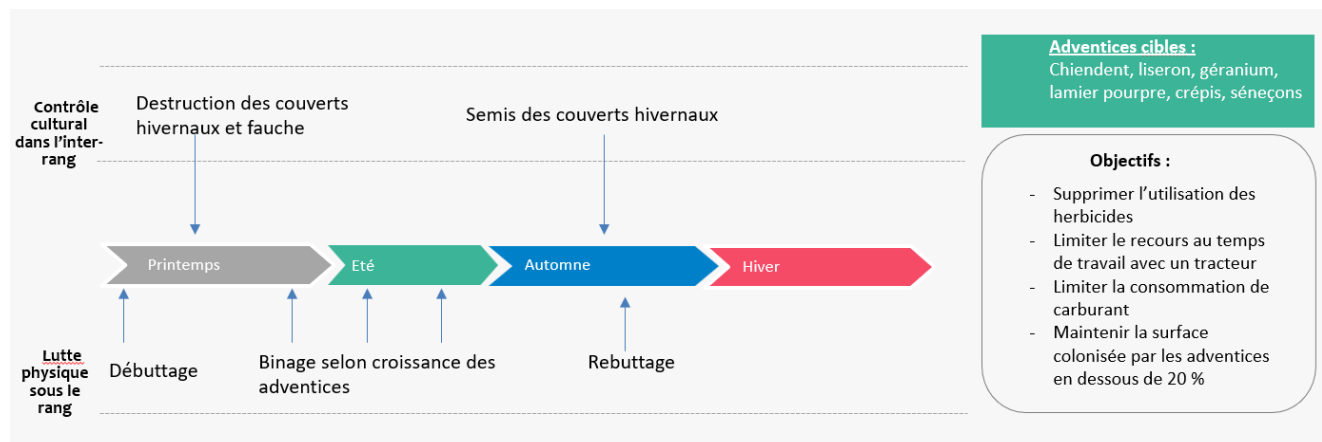 Contrôle
cultural
dans l'inter-
rang
Destruction des couverts
hivernaux et fauche
Semis des couverts hivernaux
Printemps
Eté
Automne
Hiver
Lutte
physique
sous le
rang
Débuttage
Binage selon croissance des
adventices
Rebuttage
Adventices cibles :
Chiendent, liseron, géranium,
lamier pourpre, crépis, séneçons
Objectifs :
- Supprimer l'utilisation des
herbicides
- Limiter le recours au temps
de travail avec un tracteur
- Limiter la consommation de
carburant
- Maintenir la surface
colonisée par les adventices
en dessous de 20 %